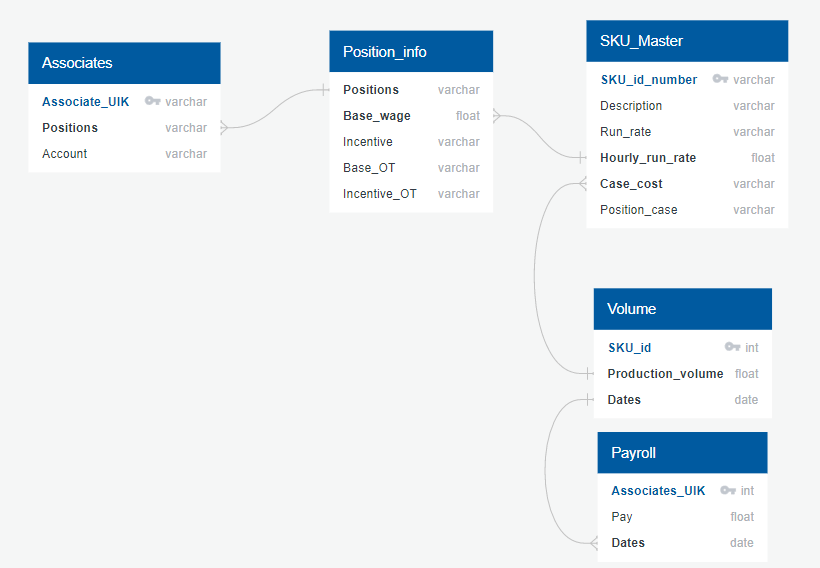 Associates
Associate_UIK varchar
Positions varchar
Account varchar
Position_info
Positions varchar
Base_wage float
Incentive varchar
Base_OT varchar
Incentive_OT varchar
SKU_Master
SKU_id_number varchar
Description varchar
Run_rate varchar
Hourly_run_rate float
Case_cost varchar
Position_case varchar
Volume
SKU_id int
Production_volume float
Dates date
Payroll
Associates_UIK int
Pay float
Dates date